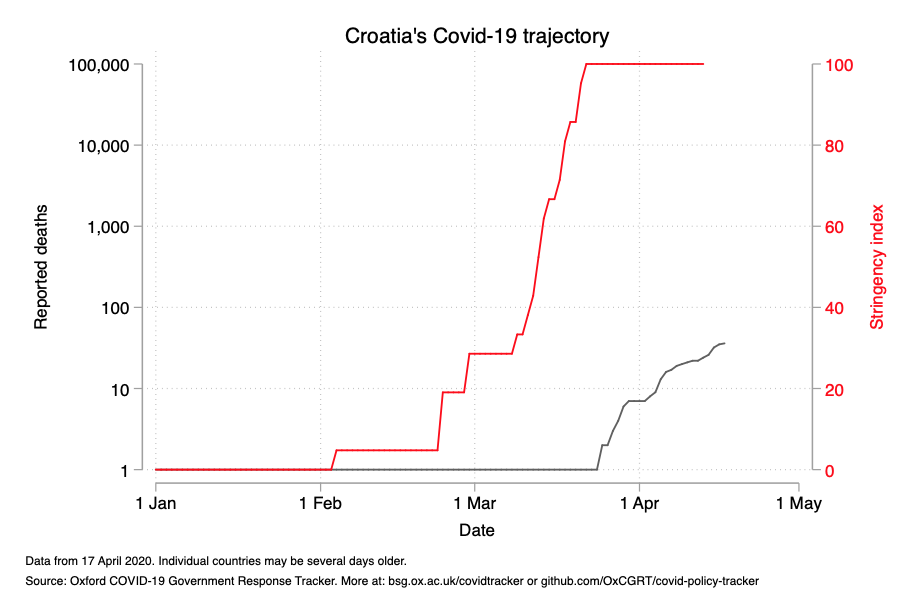 Croatia's Covid-19 trajectory
100,000
10,000
1,000
100
10
1
Reported deaths
100
80
60
40
20
0
Stringency index
1 Jan
1 Feb
1 Mar
1 Apr
1 May
Date
Data from 17 April 2020. Individual countries may be several days older.
Source: Oxford COVID-19 Government Response Tracker. More at: bsg.ox.ac.uk/covidtracker or github.com/OxCGRT/covid-policy-tracker